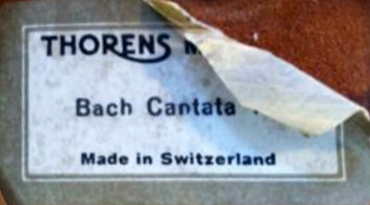 THORENS
Bach Cantata
Made in Switzerland